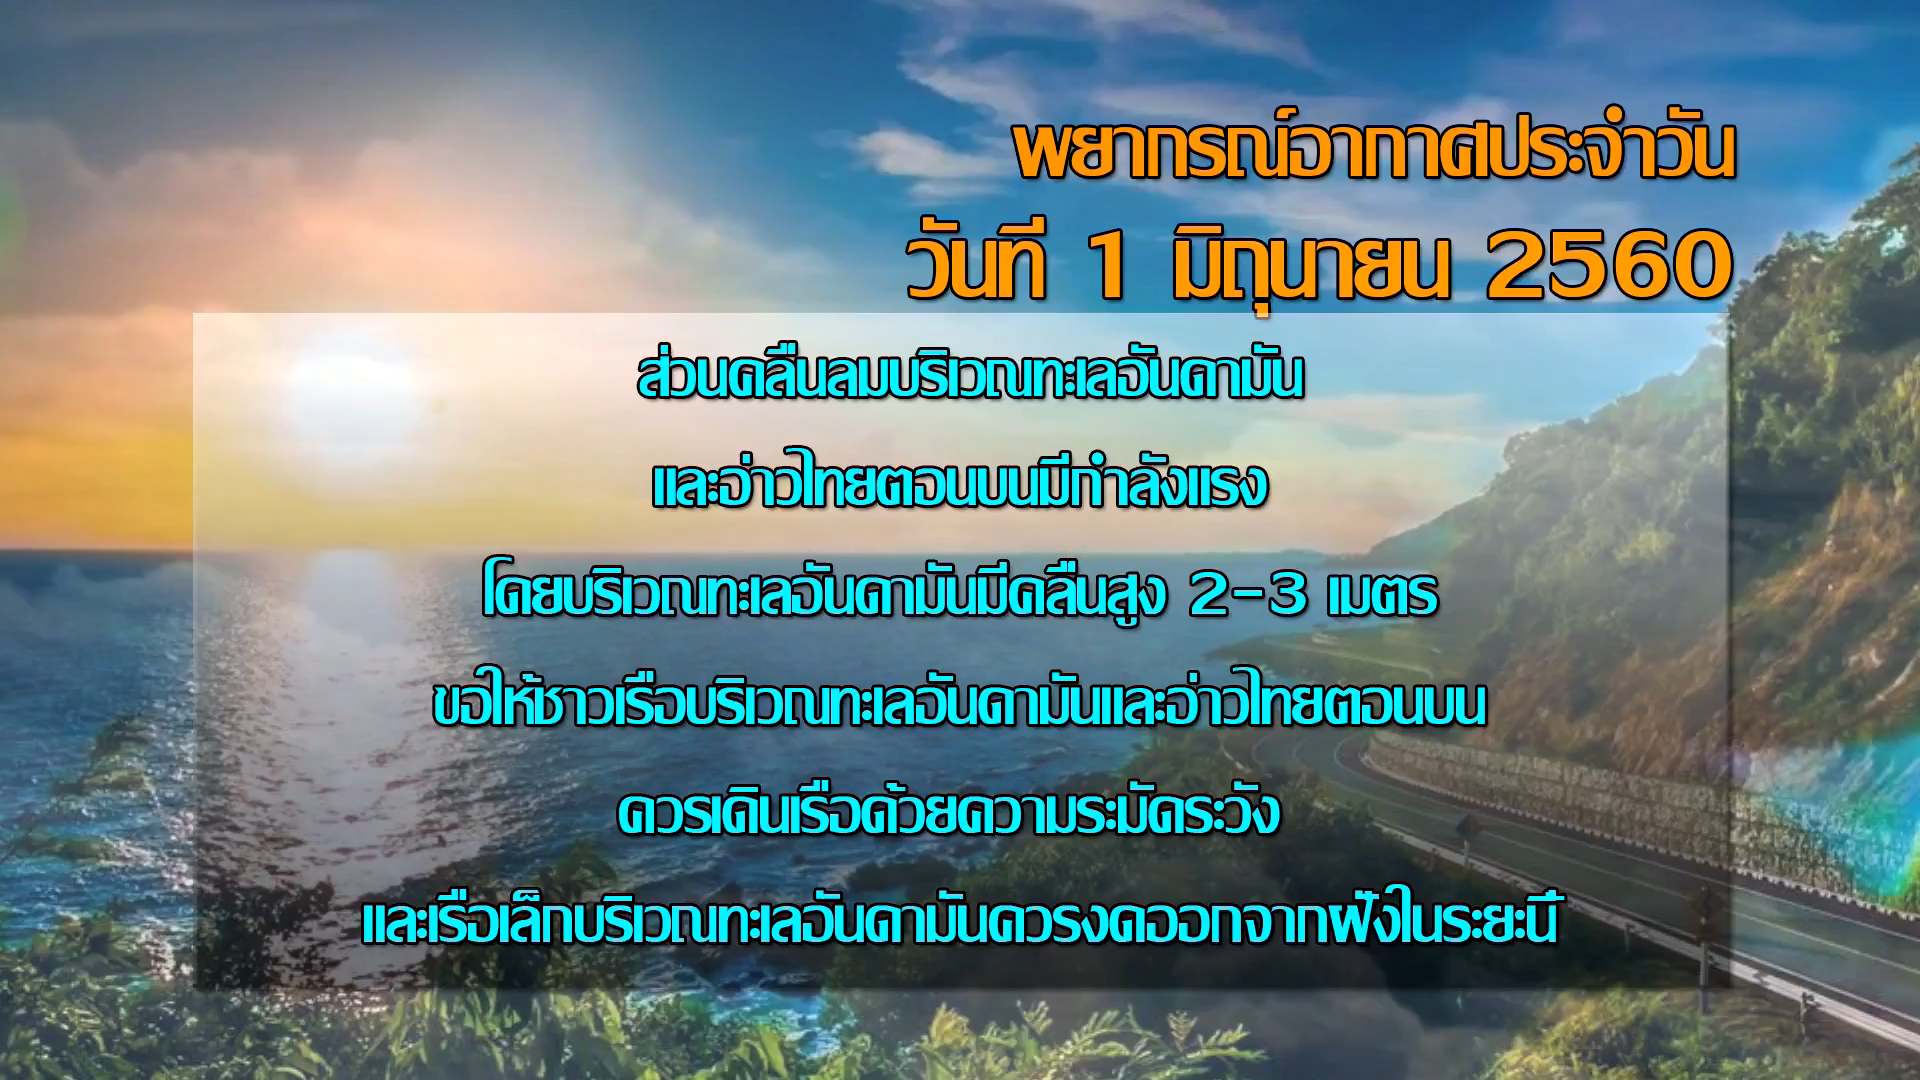 พยากรณ์อากาศประจำวัน
วันที่ 1 มิถุนายน 2560
ส่วนคลื่นลมบริเวณทะเลอันดามัน
และอ่าวไทยตอนบนมีกำลังแรง
โดยบริเวณทะเลอันดามันมีคลื่นสูง 2-3 เมตร
ขอให้ชาวเรือบริเวณทะเลอันดามันและอ่าวไทยตอนบน
ควรเดินเรือด้วยความระมัดระวัง
และเรือเล็กบริเวณทะเลอันดามันควรงดออกจากฝั่งในระยะนี้